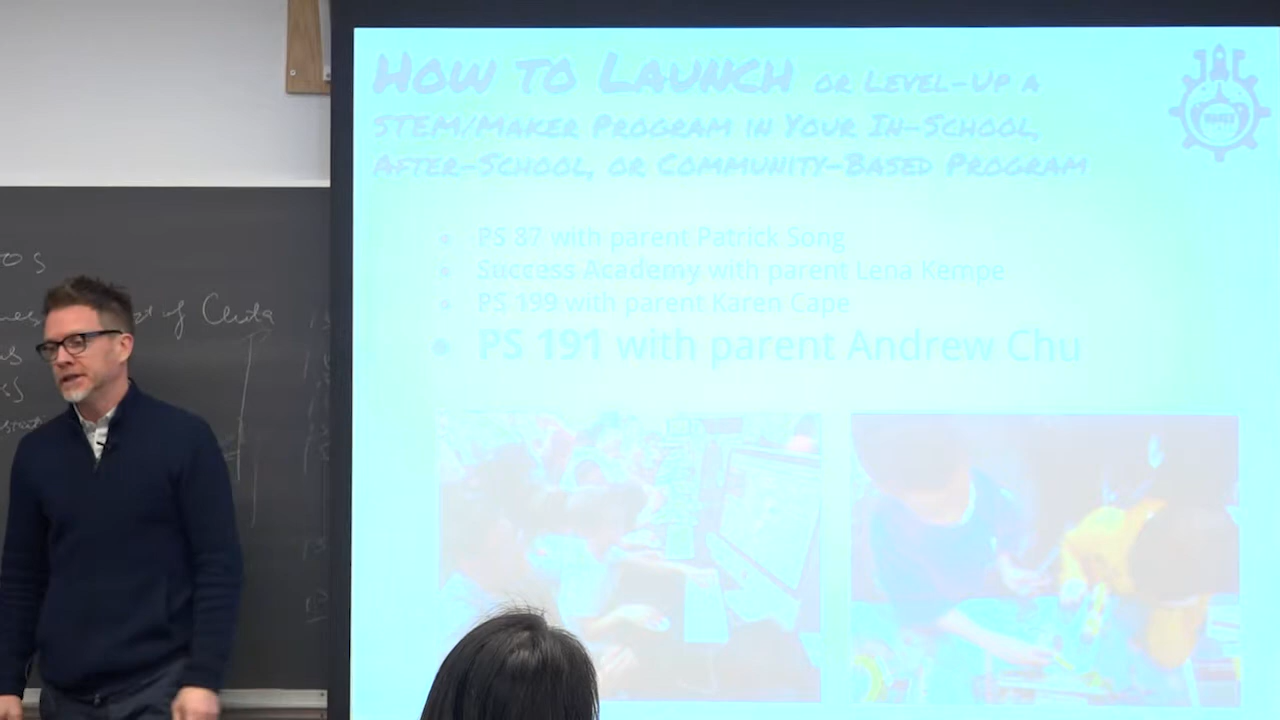 How to Launch or Level-Up a
STEM/Maker Program in Your In-School,
After-School, or Community-Based Program
• PS 87 with parent Patrick Song
• Success Academy with parent Lena Kempe
• PS 199 with parent Karen Cape
• PS 191 with parent Andrew Chu
os
of